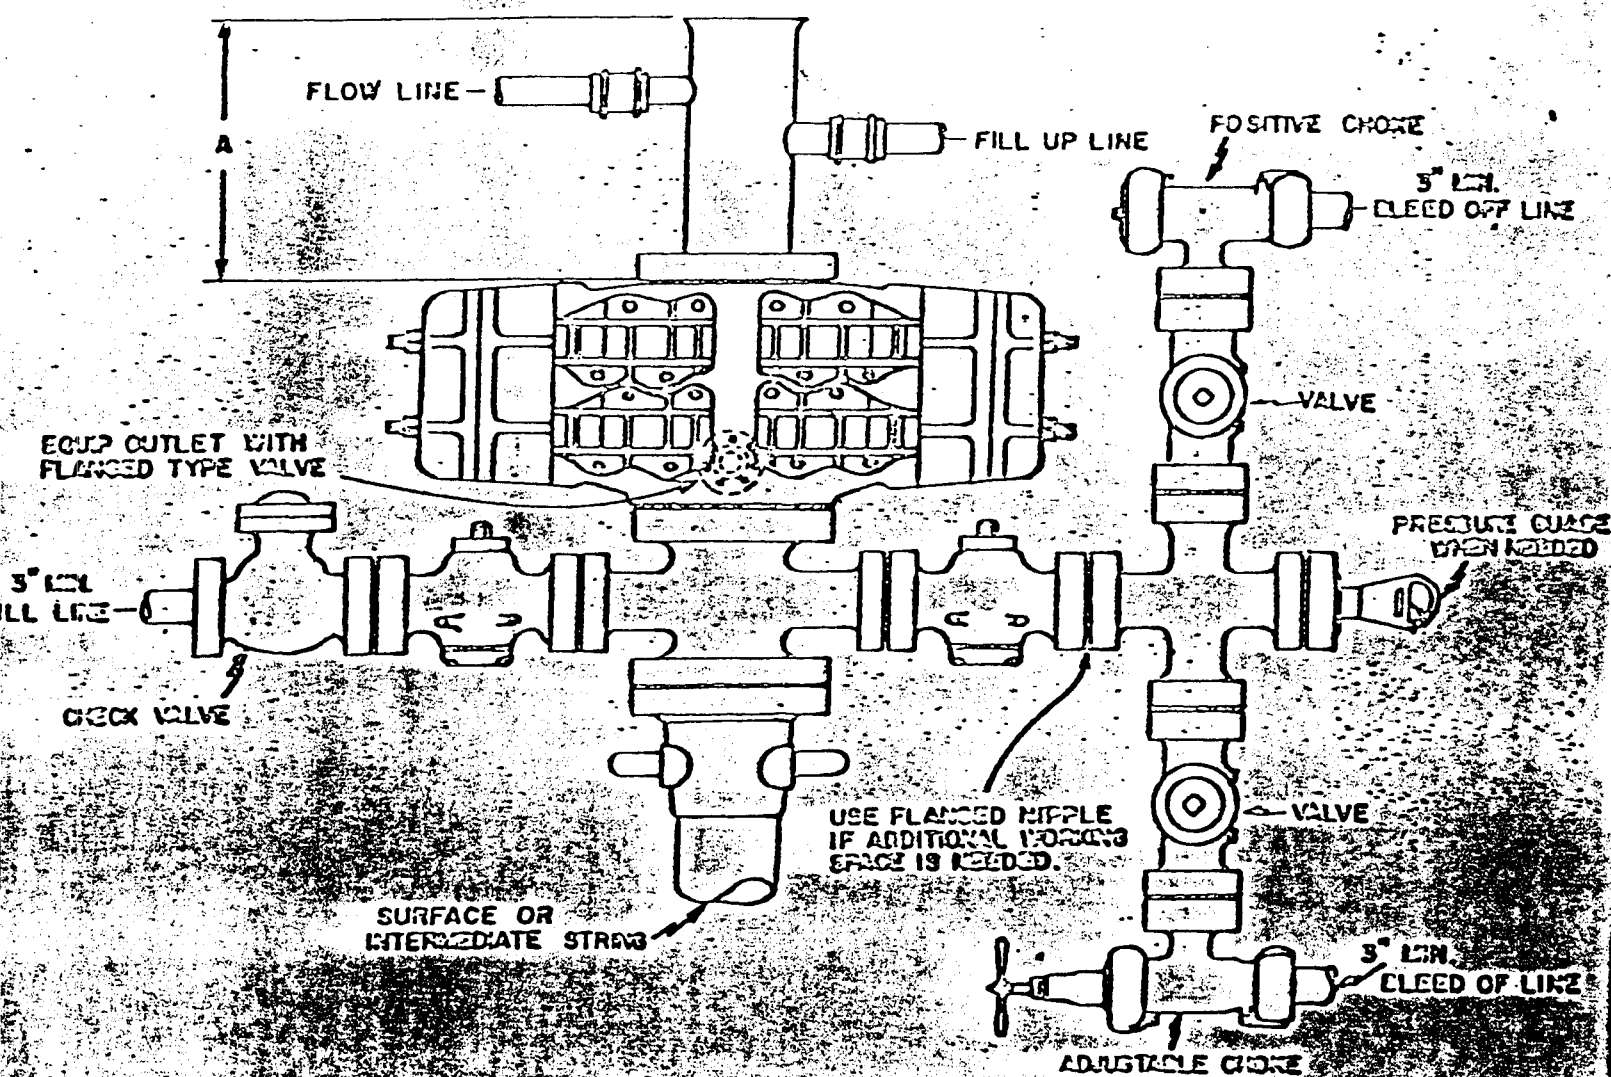 FLOW LINE
A
FILL UP LINE
POSITIVE CHOKE
3" MIN.
BLEED OFF LINE
VALVE
EQUIP OUTLET WITH
FLANGED TYPE VALVE
PRESSURE GUAGE
WHEN NEEDED
3" MIN.
ILL LINE
CHECK VALVE
USE FLANGED NIPPLE
IF ADDITIONAL WORKING
SPACE IS NEEDED.
VALVE
SURFACE OR
INTERMEDIATE STRING
3" MIN.
BLEED OF LINE
ADJUSTABLE CHOKE